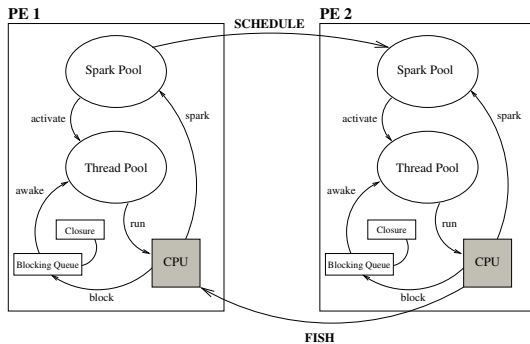 PE 1
PE 2
SCHEDULE
Spark Pool
Spark Pool
activate
spark
activate
spark
Thread Pool
Thread Pool
awake
awake
run
run
Closure
Closure
Blocking Queue
CPU
Blocking Queue
CPU
block
block
FISH